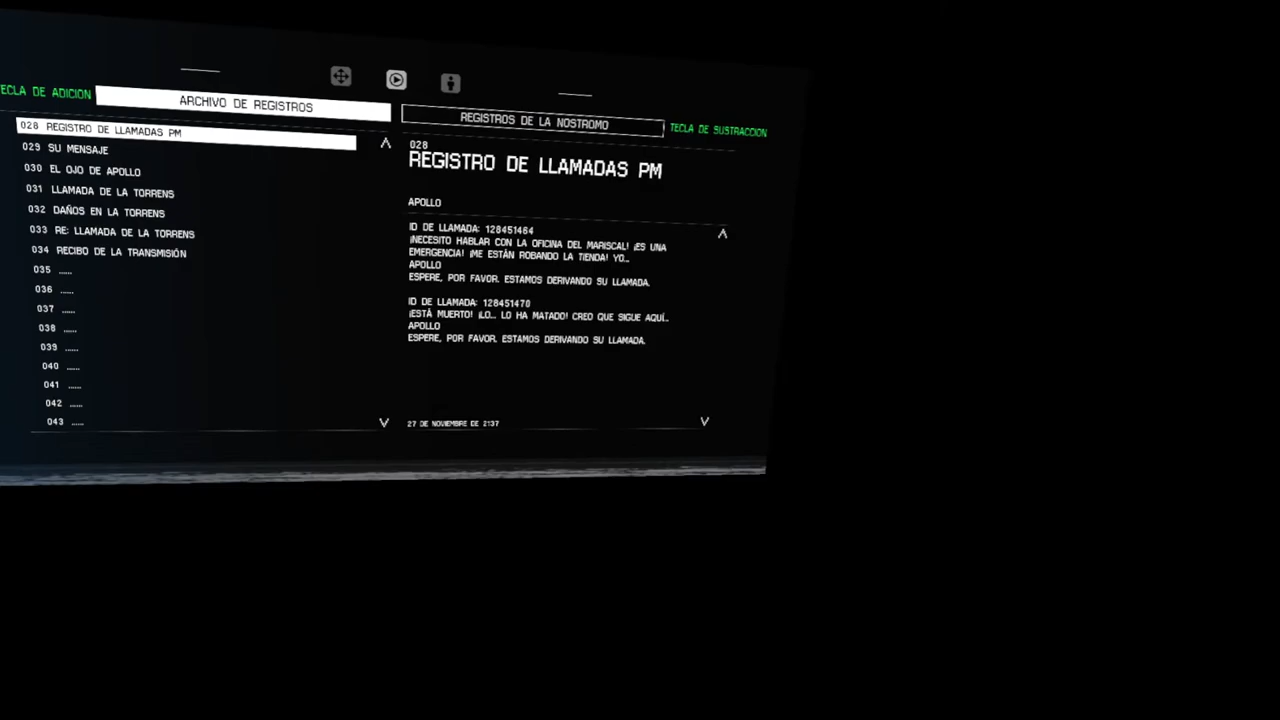 TECLA DE ADICION
ARCHIVO DE REGISTROS
REGISTROS DE LA NOSTROMO
TECLA DE SUSTRACCION
028 REGISTRO DE LLAMADAS PM
029 SU MENSAJE
030 EL OJO DE APOLLO
031 LLAMADA DE LA TORRENS
032 DAÑOS EN LA TORRENS
033 RE: LLAMADA DE LA TORRENS
034 RECIBO DE LA TRANSMISIÓN
035 ......
036 ......
037 ......
038 ......
039 ......
040 ......
041 ......
042 ......
043 ......
028
REGISTRO DE LLAMADAS PM
APOLLO
ID DE LLAMADA: 128451464
¡NECESITO HABLAR CON LA OFICINA DEL MARISCAL! ¡ES UNA
EMERGENCIA! ¡ME ESTÁN ROBANDO LA TIENDA! YO...
APOLLO
ESPERE, POR FAVOR. ESTAMOS DERIVANDO SU LLAMADA.
ID DE LLAMADA: 128451470
¡ESTÁ MUERTO! ¡LO... LO HA MATADO! CREO QUE SIGUE AQUÍ...
APOLLO
ESPERE, POR FAVOR. ESTAMOS DERIVANDO SU LLAMADA.
27 DE NOVIEMBRE DE 2137